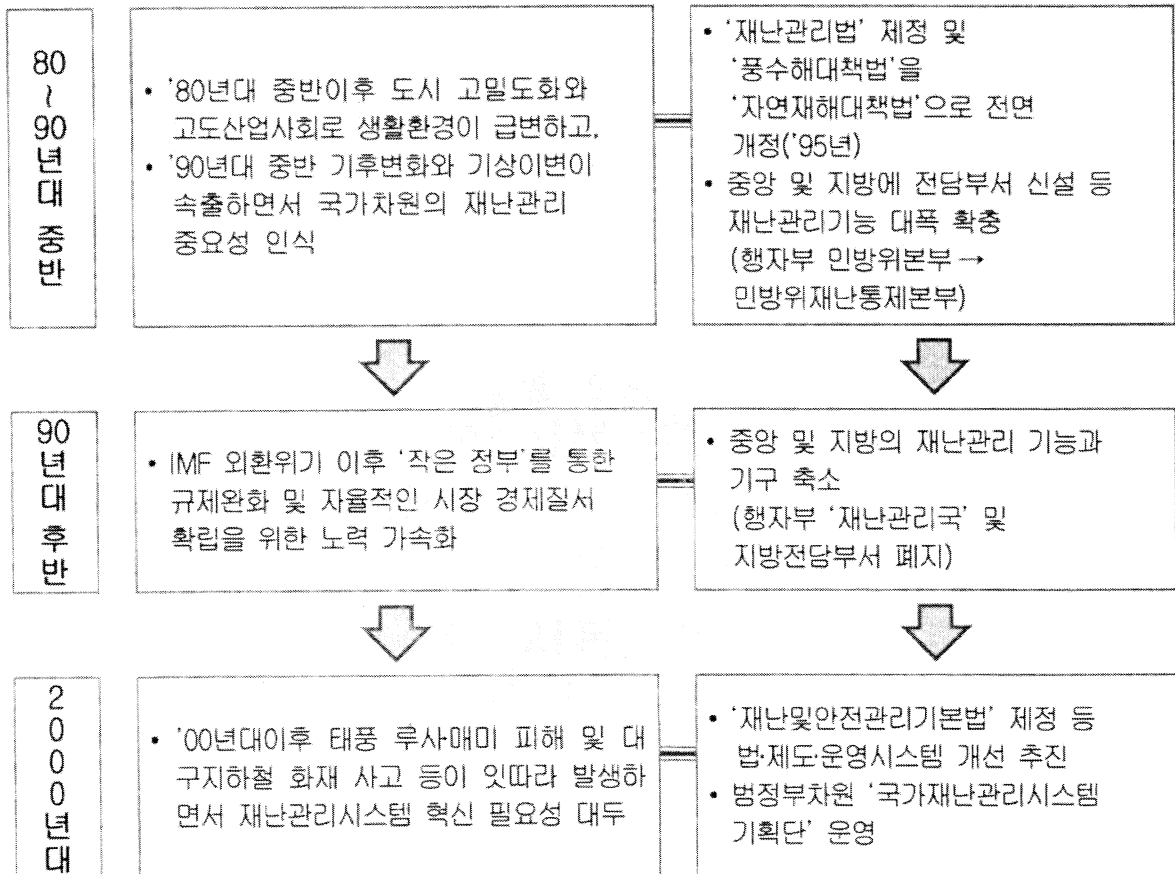 80
~
90
년
대
중
반
• '80년대 중반이후 도시 고밀도화와
고도산업사회로 생활환경이 급변하고,
• '90년대 중반 기후변화와 기상이변이
속출하면서 국가차원의 재난관리
중요성 인식
• '재난관리법' 제정 및
'풍수해대책법'을
'자연재해대책법'으로 전면
개정('95년)
• 중앙 및 지방에 전담부서 신설 등
재난관리기능 대폭 확충
(행자부 민방위본부 →
민방위재난통제본부)
90
년
대
후
반
• IMF 외환위기 이후 '작은 정부'를 통한
규제완화 및 자율적인 시장 경제질서
확립을 위한 노력 가속화
• 중앙 및 지방의 재난관리 기능과
기구 축소
(행자부 '재난관리국' 및
지방전담부서 폐지)
2
0
0
0
년
대
• '00년대이후 태풍 루사·매미 피해 및 대
구지하철 화재 사고 등이 잇따라 발생하
면서 재난관리시스템 혁신 필요성 대두
• '재난및안전관리기본법' 제정 등
법·제도·운영시스템 개선 추진
• 범정부차원 '국가재난관리시스템
기획단' 운영